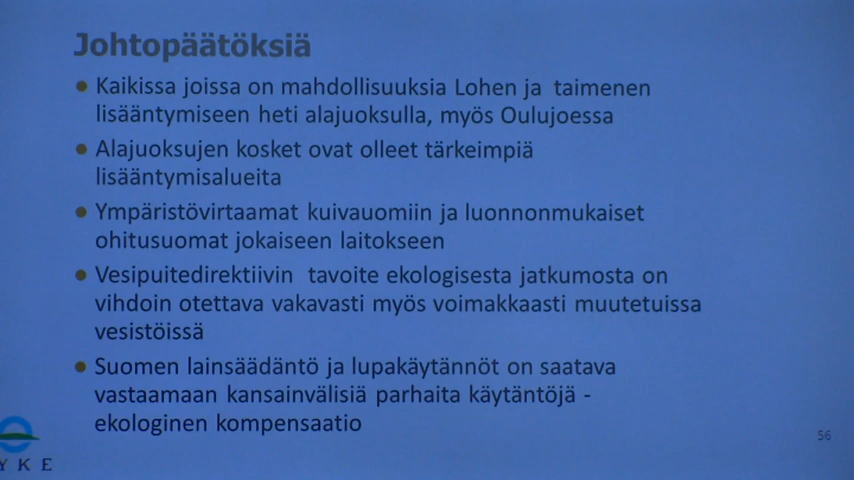 Johtopäätöksiä
● Kaikissa joissa on mahdollisuuksia Lohen ja taimenen
lisääntymiseen heti alajuoksulla, myös Oulujoessa
● Alajuoksujen kosket ovat olleet tärkeimpiä
lisääntymisalueita
● Ympäristövirtaamat kuivauomiin ja luonnonmukaiset
ohitusuomat jokaiseen laitokseen
● Vesipuitedirektiivin tavoite ekologisesta jatkumosta on
vihdoin otettava vakavasti myös voimakkaasti muutetuissa
vesistöissä
● Suomen lainsäädäntö ja lupakäytännöt on saatava
vastaamaan kansainvälisiä parhaita käytäntöjä -
ekologinen kompensaatio
56
YKE